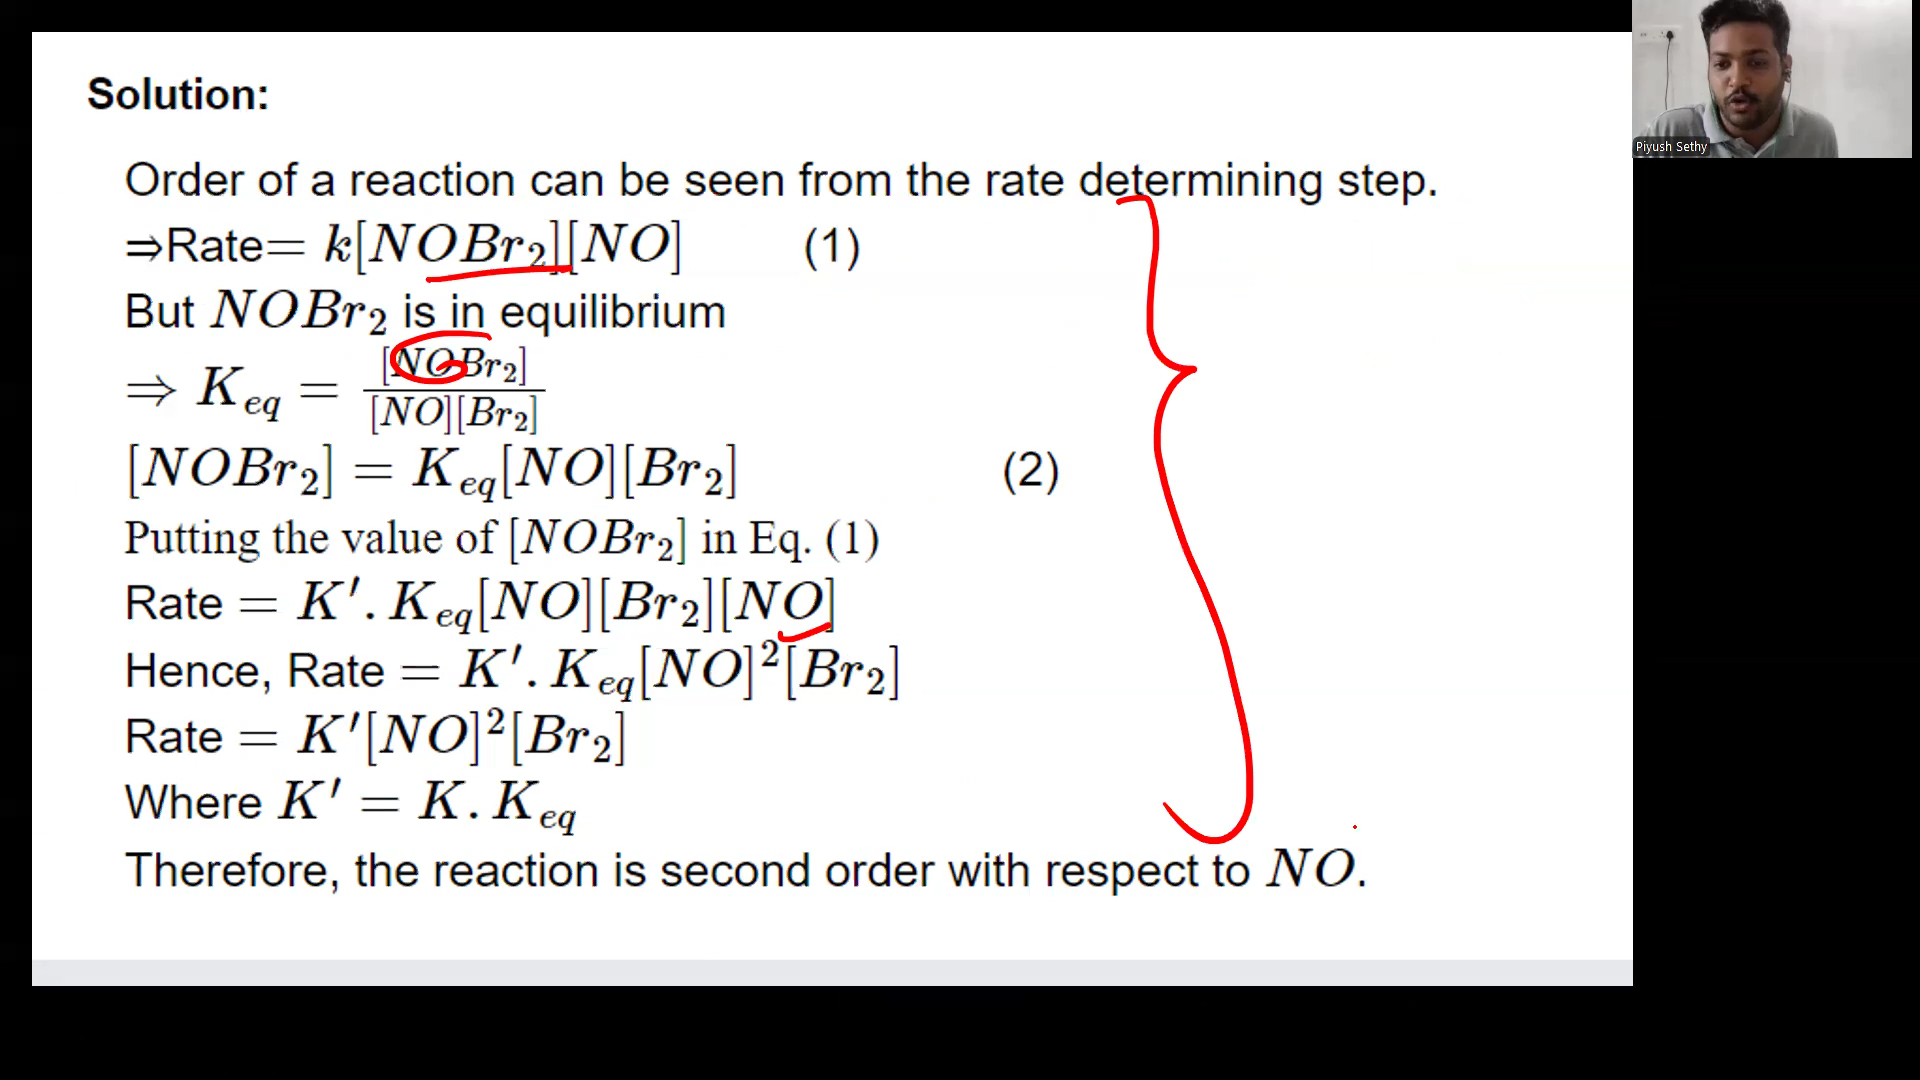 Solution:
Order of a reaction can be seen from the rate determining step.
⇒Rate= k[NOBr₂][NO] (1)
But NOBr₂ is in equilibrium
⇒ K_eq = [NOBr₂] / [NO][Br₂]
[NOBr₂] = K_eq[NO][Br₂] (2)
Putting the value of [NOBr₂] in Eq. (1)
Rate = K′. K_eq[NO][Br₂][NO]
Hence, Rate = K′. K_eq[NO]²[Br₂]
Rate = K′[NO]²[Br₂]
Where K′ = K. K_eq
Therefore, the reaction is second order with respect to NO.
Piyush Sethy